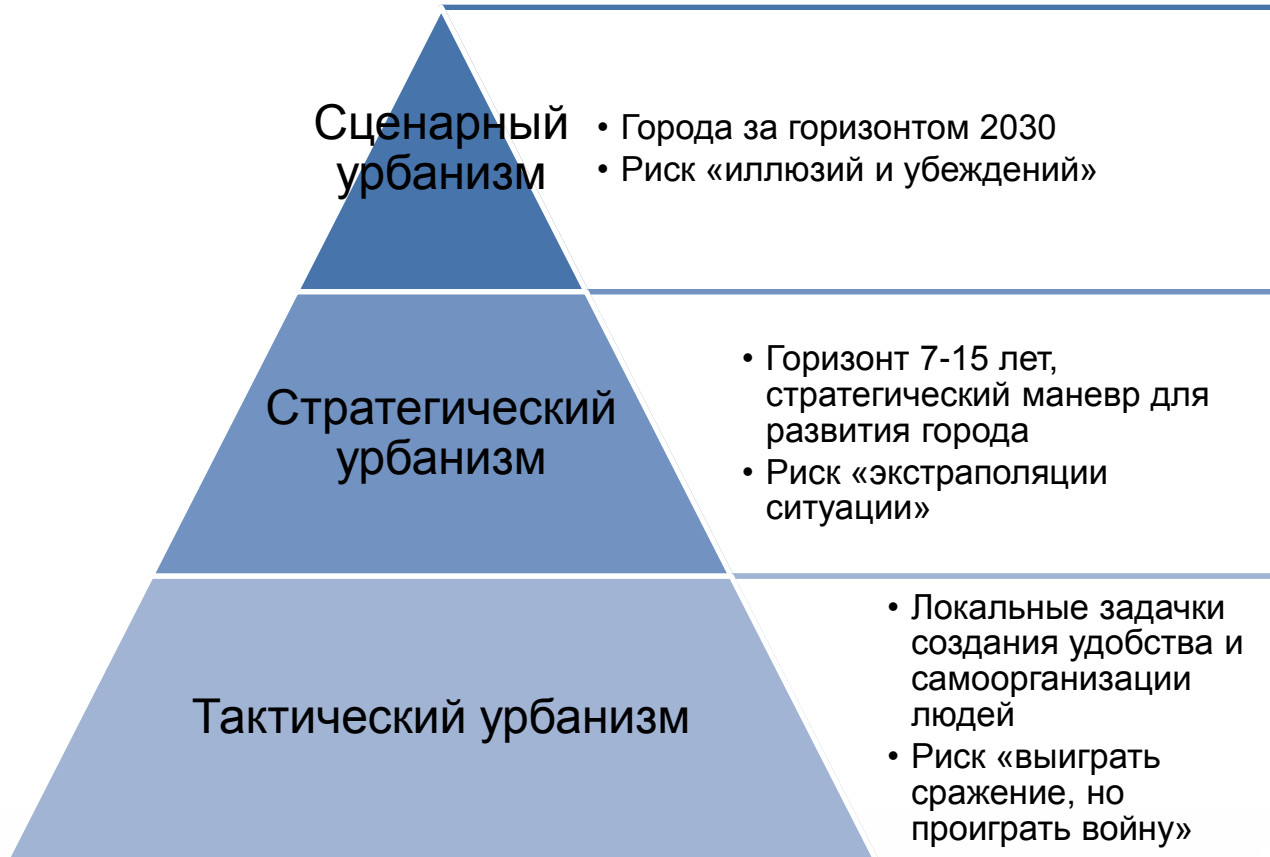 Сценарный
урбанизм
• Города за горизонтом 2030
• Риск «иллюзий и убеждений»
Стратегический
урбанизм
• Горизонт 7-15 лет,
стратегический маневр для
развития города
• Риск «экстраполяции
ситуации»
Тактический урбанизм
• Локальные задачки
создания удобства и
самоорганизации
людей
• Риск «выиграть
сражение, но
проиграть войну»